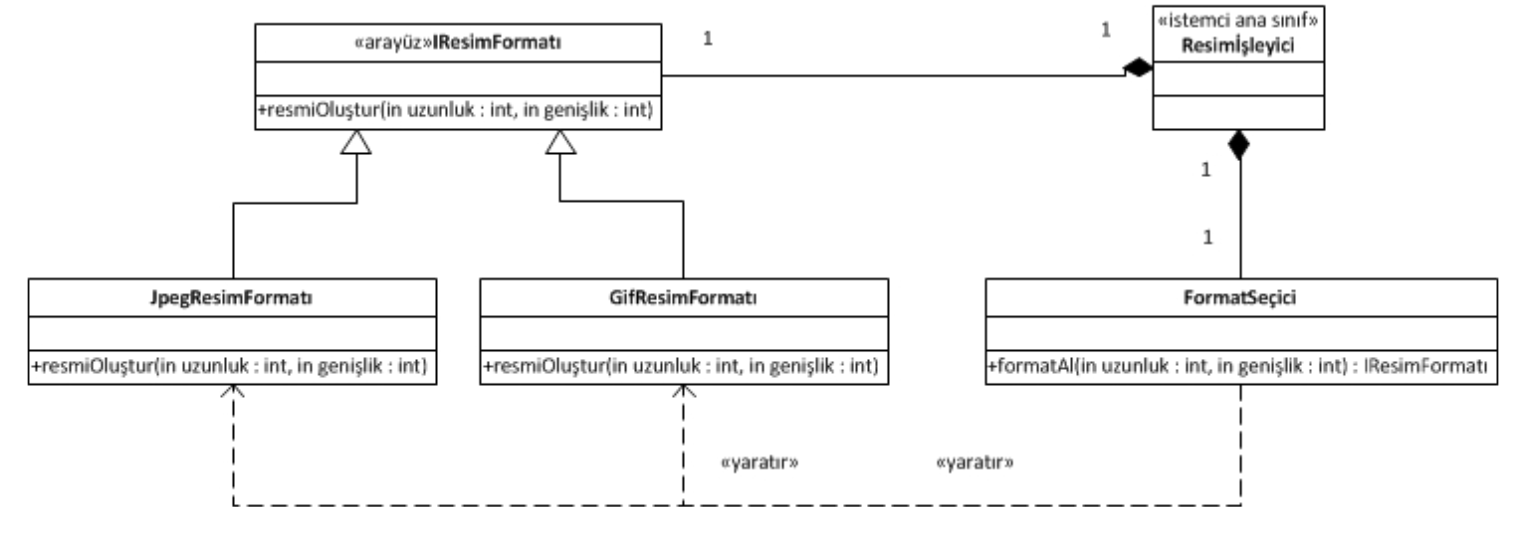 «arayüz»IResimFormatı
+resmiOluştur(in uzunluk : int, in genişlik : int)
1
1
«istemci ana sınıf»
Resimİşleyici
1
1
JpegResimFormatı
+resmiOluştur(in uzunluk : int, in genişlik : int)
GifResimFormatı
+resmiOluştur(in uzunluk : int, in genişlik : int)
FormatSeçici
+formatAl(in uzunluk : int, in genişlik : int) : IResimFormatı
«yaratır»
«yaratır»